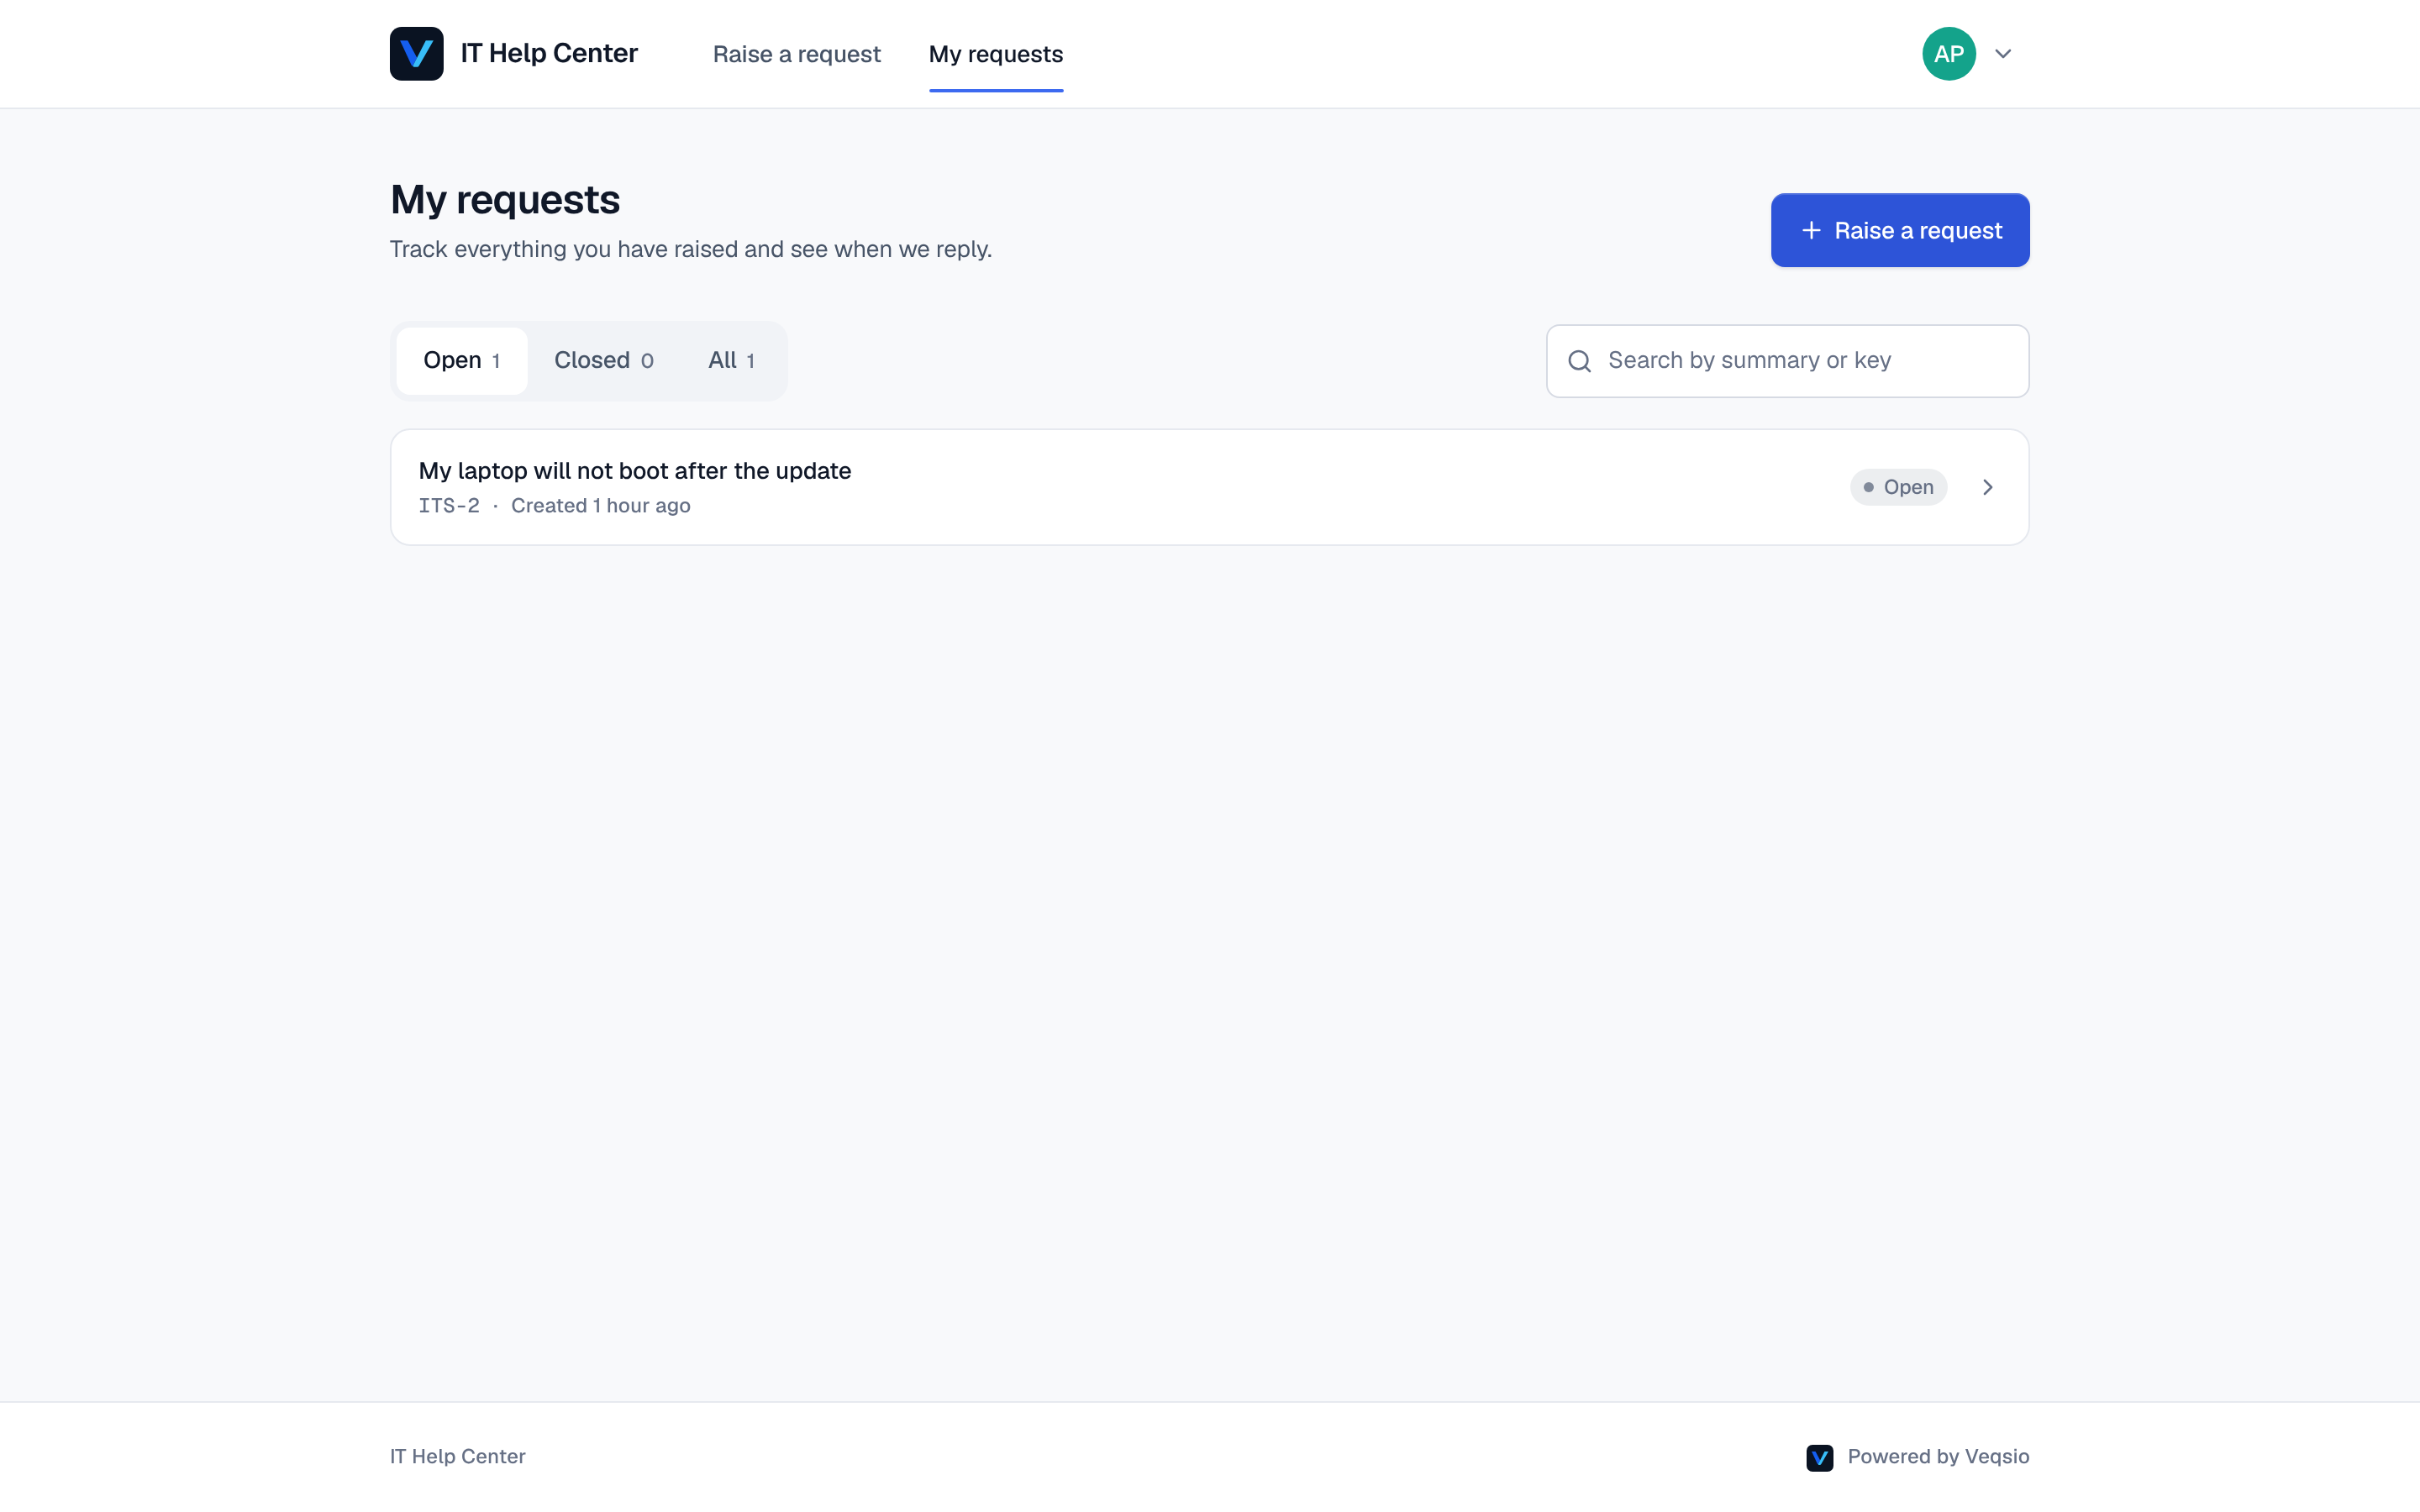 IT Help Center
Raise a request
My requests
AP
My requests
Track everything you have raised and see when we reply.
Raise a request
Open 1
Closed 0
All 1
Search by summary or key
My laptop will not boot after the update
ITS-2 · Created 1 hour ago
Open
IT Help Center
Powered by Veqsio